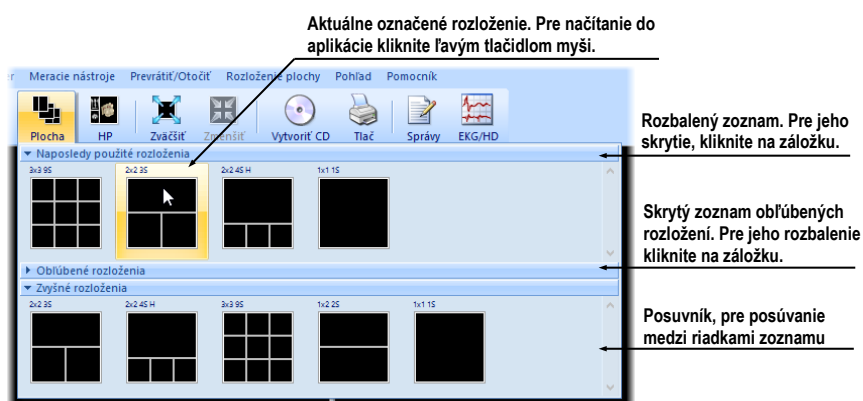 Aktuálne označené rozloženie. Pre načítanie do
aplikácie kliknite ľavým tlačidlom myši.
r Meracie nástroje Prevrátiť/Otočiť Rozloženie plochy Pohľad Pomocník
Plocha HP Zväčšiť Zmenšiť Vytvoriť CD Tlač Správy EKG/HD
Rozbalený zoznam. Pre jeho
skrytie, kliknite na záložku.
Naposledy použité rozloženia
3x3 9S 2x2 3S 2x2 4S H 1x1 1S
Skrytý zoznam obľúbených
rozložení. Pre jeho rozbalenie
kliknite na záložku.
Obľúbené rozloženia
Zvyšné rozloženia
2x2 3S 2x2 4S H 3x3 9S 1x2 2S 1x1 1S
Posuvník, pre posúvanie
medzi riadkami zoznamu